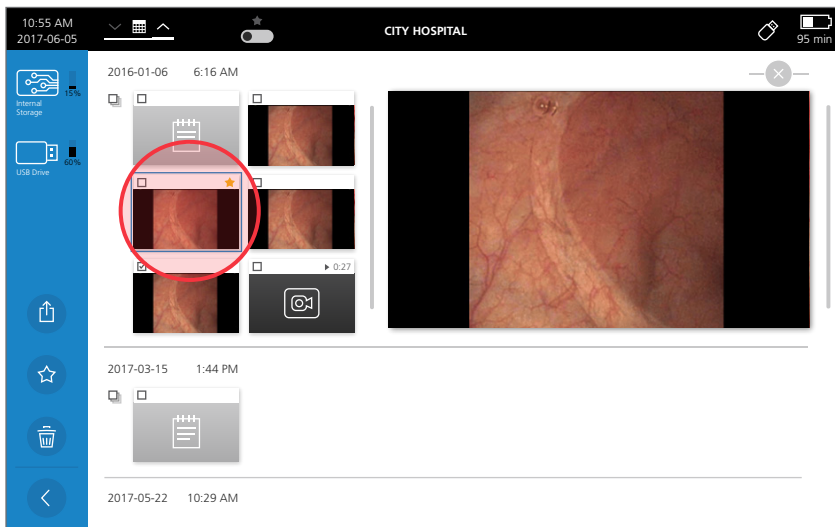 10:55 AM
2017-06-05
CITY HOSPITAL
95 min
Internal
Storage
15%
USB Drive
60%
2016-01-06 6:16 AM
0:27
2017-03-15 1:44 PM
2017-05-22 10:29 AM